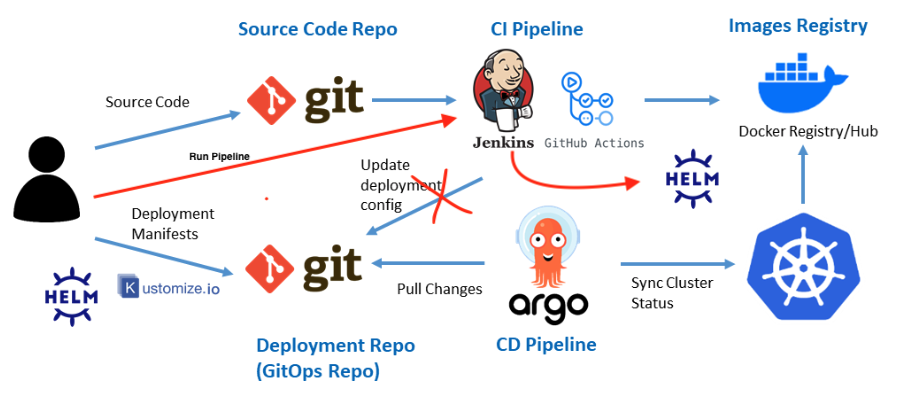 Source Code Repo
CI Pipeline
Images Registry
Source Code
git
Jenkins
GitHub Actions
Docker Registry/Hub
Run Pipeline
Update
deployment
config
HELM
Deployment
Manifests
HELM
Kustomize.io
git
Pull Changes
argo
Sync Cluster
Status
Deployment Repo
(GitOps Repo)
CD Pipeline